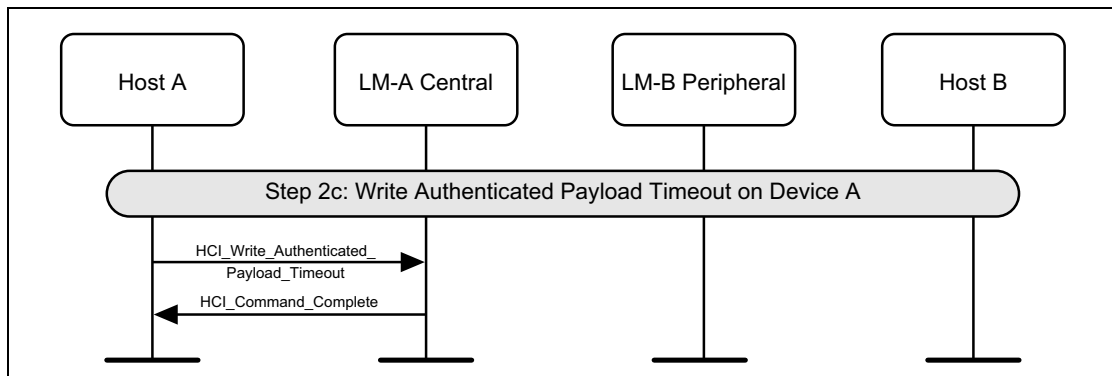 Host A
LM-A Central
LM-B Peripheral
Host B
Step 2c: Write Authenticated Payload Timeout on Device A
HCI_Write_Authenticated_
Payload_Timeout
HCI_Command_Complete